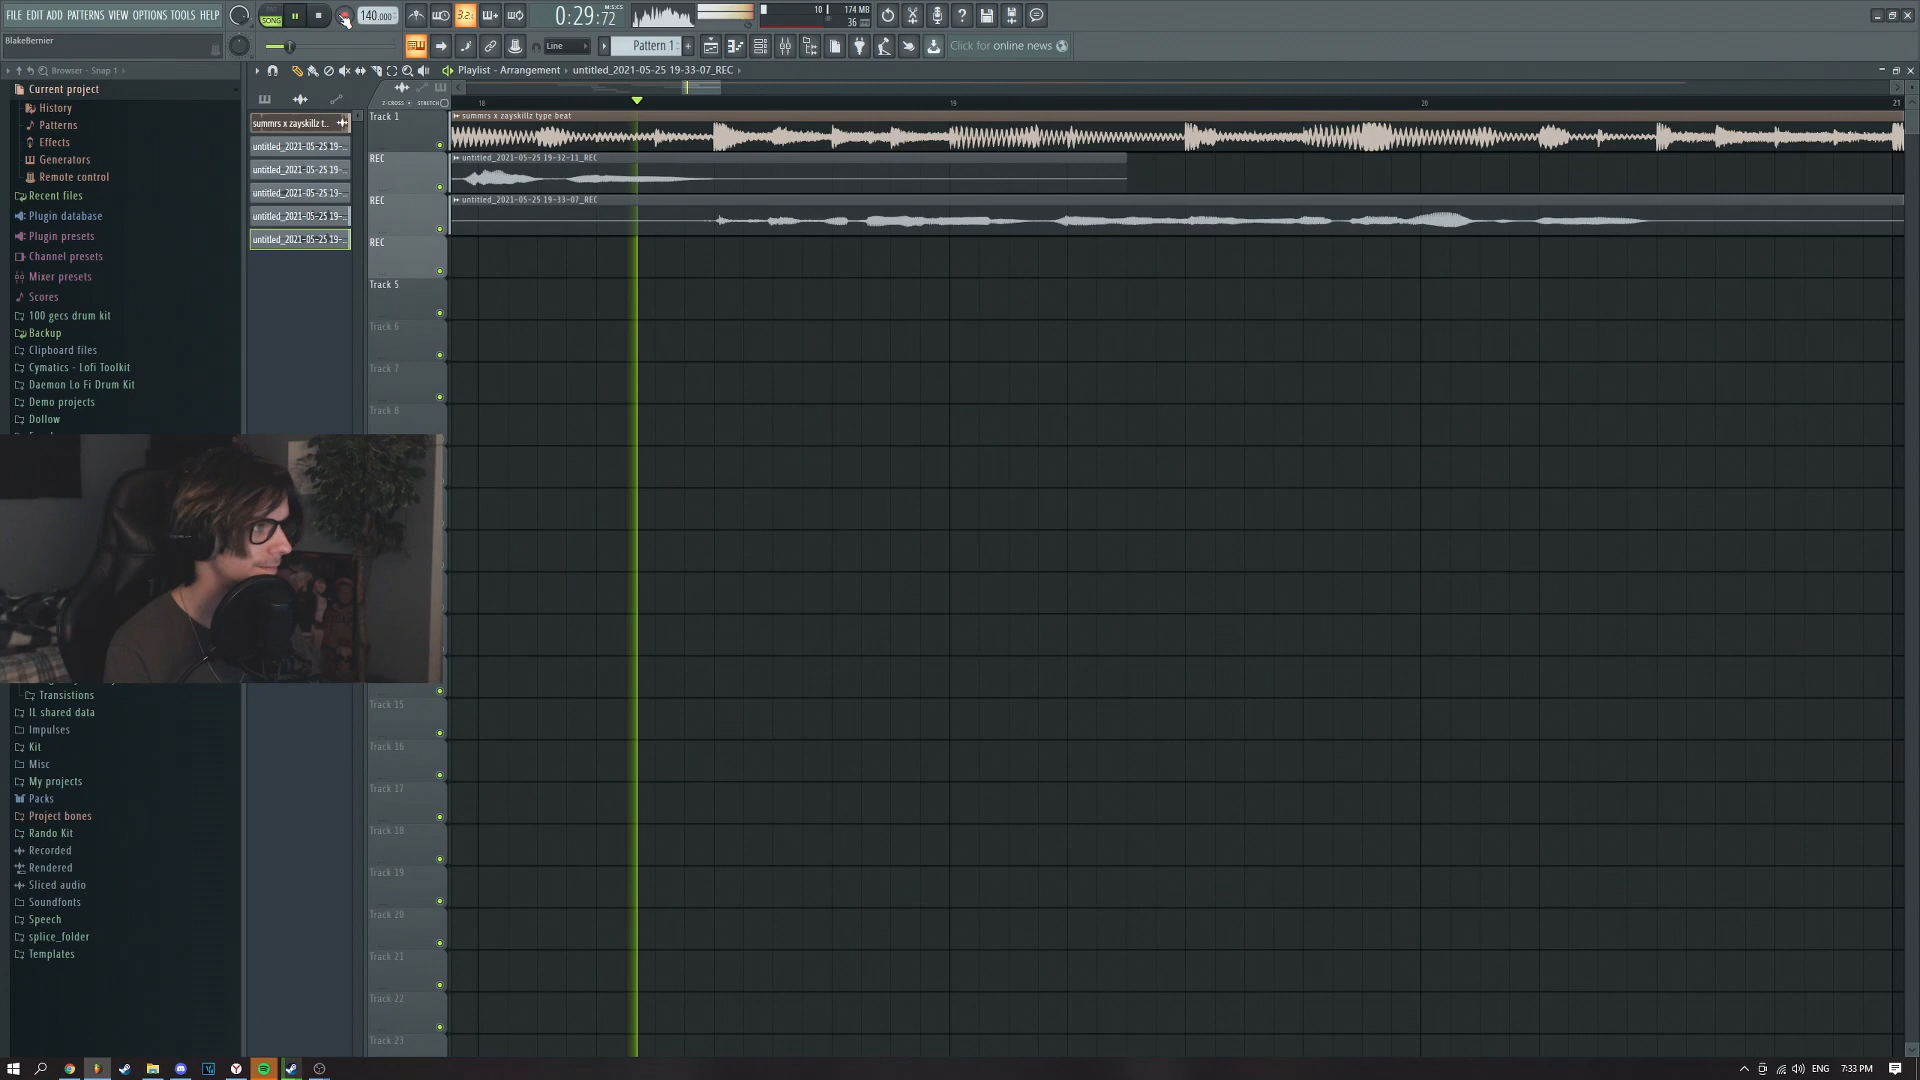 FILE EDIT ADD PATTERNS VIEW OPTIONS TOOLS HELP
SONG
140.000
3.2.
0:29:72
M:S:CS
10
174 MB
36
BlakeBernier
Line
Pattern 1
Click for online news
Browser - Snap 1
Playlist - Arrangement › untitled_2021-05-25 19-33-07_REC
Current project
History
Patterns
Effects
Generators
Remote control
Recent files
Plugin database
Plugin presets
Channel presets
Mixer presets
Scores
100 gecs drum kit
Backup
Clipboard files
Cymatics - Lofi Toolkit
Daemon Lo Fi Drum Kit
Demo projects
Dollow
Transistions
IL shared data
Impulses
Kit
Misc
My projects
Packs
Project bones
Rando Kit
Recorded
Rendered
Sliced audio
Soundfonts
Speech
splice_folder
Templates
summrs x zayskillz t..
untitled_2021-05-25 19-...
untitled_2021-05-25 19-...
untitled_2021-05-25 19-...
untitled_2021-05-25 19-...
untitled_2021-05-25 19-...
Z-CROSS
STRETCH
18
19
20
21
Track 1
summrs x zayskillz type beat
REC
untitled_2021-05-25 19-32-11_REC
REC
untitled_2021-05-25 19-33-07_REC
REC
Track 5
Track 6
Track 7
Track 8
Track 15
Track 16
Track 17
Track 18
Track 19
Track 20
Track 21
Track 22
Track 23
ENG
7:33 PM